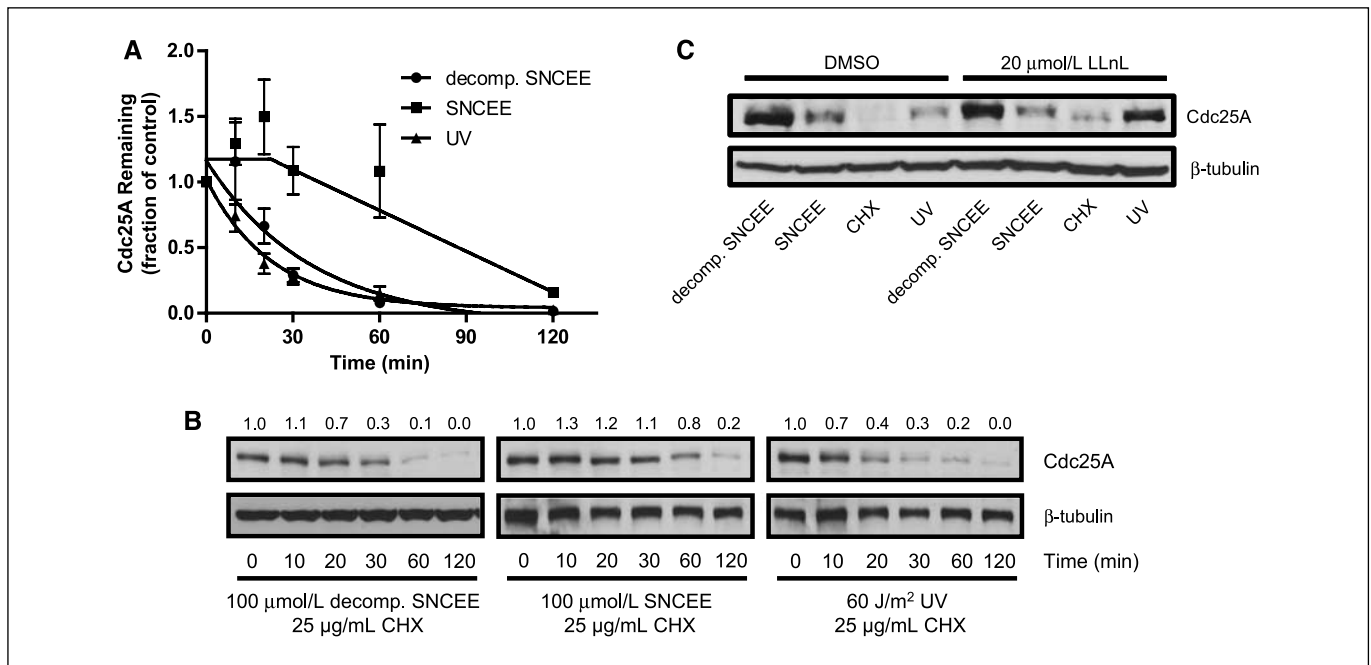 A
2.0
1.5
1.0
0.5
0.0
Cdc25A Remaining
(fraction of control)
0 30 60 90 120
Time (min)
decomp. SNCEE
SNCEE
UV
C
DMSO 20 μmol/L LLnL
Cdc25A
β-tubulin
decomp. SNCEE SNCEE CHX UV decomp. SNCEE SNCEE CHX UV
B
1.0 1.1 0.7 0.3 0.1 0.0 1.0 1.3 1.2 1.1 0.8 0.2 1.0 0.7 0.4 0.3 0.2 0.0
Cdc25A
β-tubulin
0 10 20 30 60 120 0 10 20 30 60 120 0 10 20 30 60 120 Time (min)
100 μmol/L decomp. SNCEE 100 μmol/L SNCEE 60 J/m² UV
25 μg/mL CHX 25 μg/mL CHX 25 μg/mL CHX